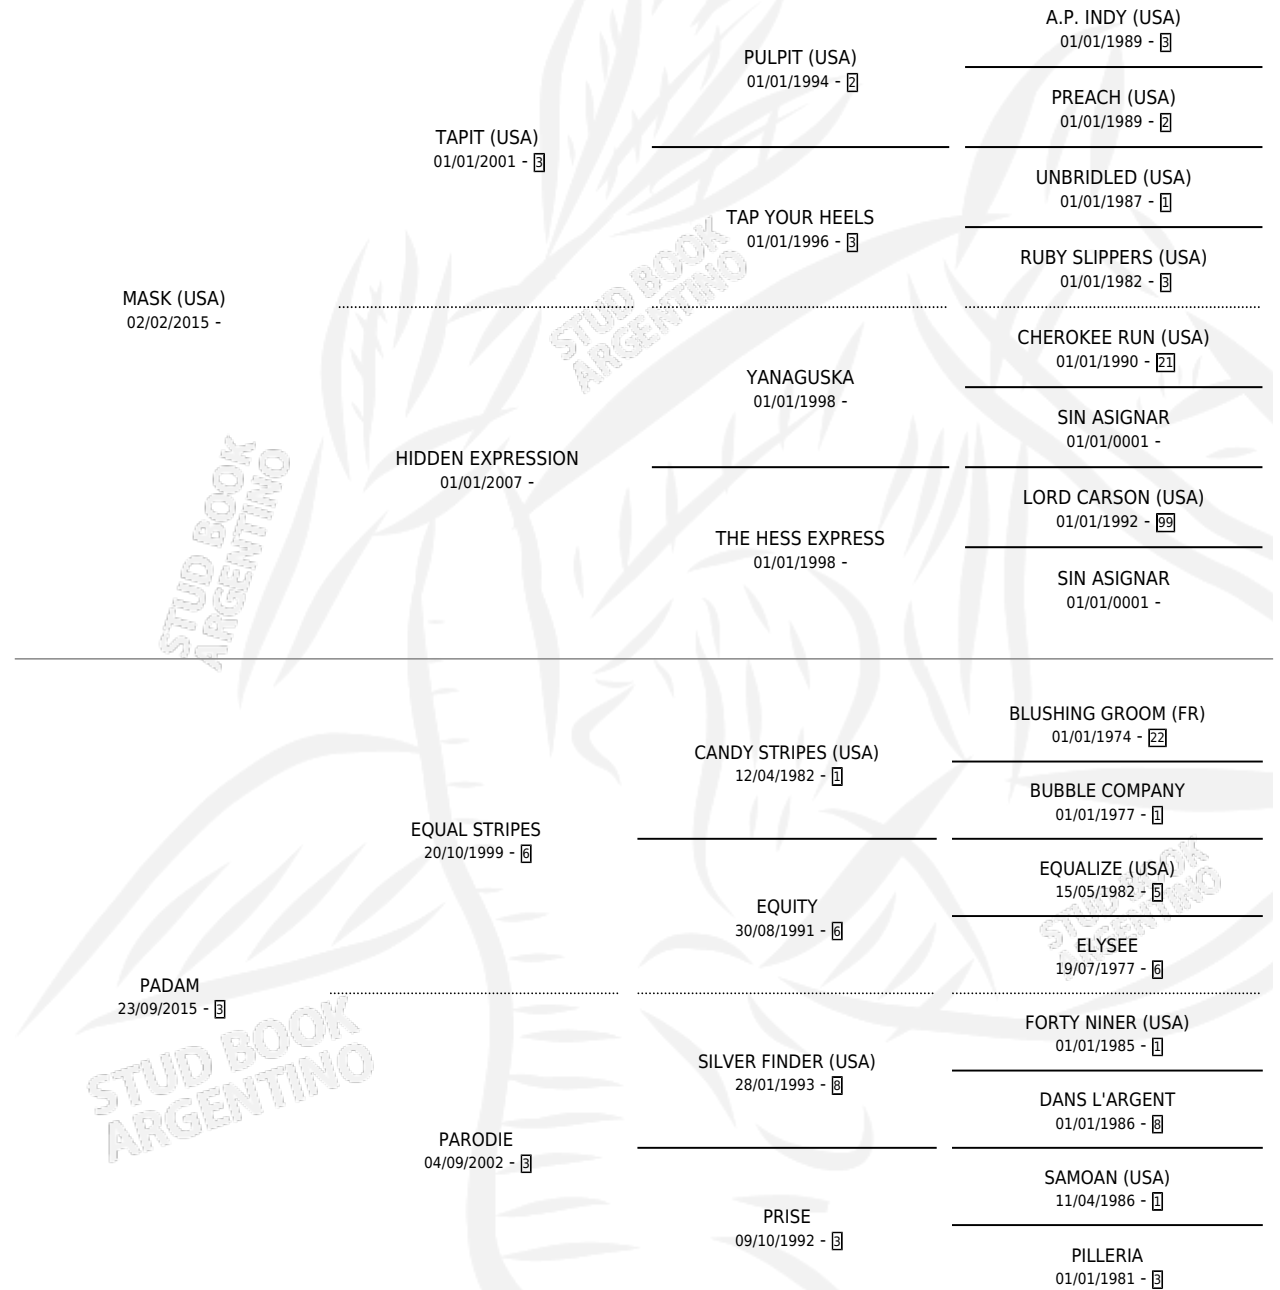 A.P. INDY (USA)
01/01/1989 - 3
PULPIT (USA)
01/01/1994 - 2
PREACH (USA)
01/01/1989 - 2
TAPIT (USA)
01/01/2001 - 3
UNBRIDLED (USA)
01/01/1987 - 1
TAP YOUR HEELS
01/01/1996 - 3
RUBY SLIPPERS (USA)
01/01/1982 - 3
MASK (USA)
02/02/2015 -
CHEROKEE RUN (USA)
01/01/1990 - 21
YANAGUSKA
01/01/1998 -
SIN ASIGNAR
01/01/0001 -
HIDDEN EXPRESSION
01/01/2007 -
LORD CARSON (USA)
01/01/1992 - 99
THE HESS EXPRESS
01/01/1998 -
SIN ASIGNAR
01/01/0001 -
BLUSHING GROOM (FR)
01/01/1974 - 22
CANDY STRIPES (USA)
12/04/1982 - 1
BUBBLE COMPANY
01/01/1977 - 1
EQUAL STRIPES
20/10/1999 - 6
EQUALIZE (USA)
15/05/1982 - 5
EQUITY
30/08/1991 - 6
ELYSEE
19/07/1977 - 6
PADAM
23/09/2015 - 3
FORTY NINER (USA)
01/01/1985 - 1
SILVER FINDER (USA)
28/01/1993 - 8
DANS L'ARGENT
01/01/1986 - 8
PARODIE
04/09/2002 - 3
SAMOAN (USA)
11/04/1986 - 1
PRISE
09/10/1992 - 3
PILLERIA
01/01/1981 - 3
STUD BOOK
ARGENTINO
STUD BOOK
ARGENTINO
STUD BOOK
ARGENTINO
STUD BOOK
ARGENTINO